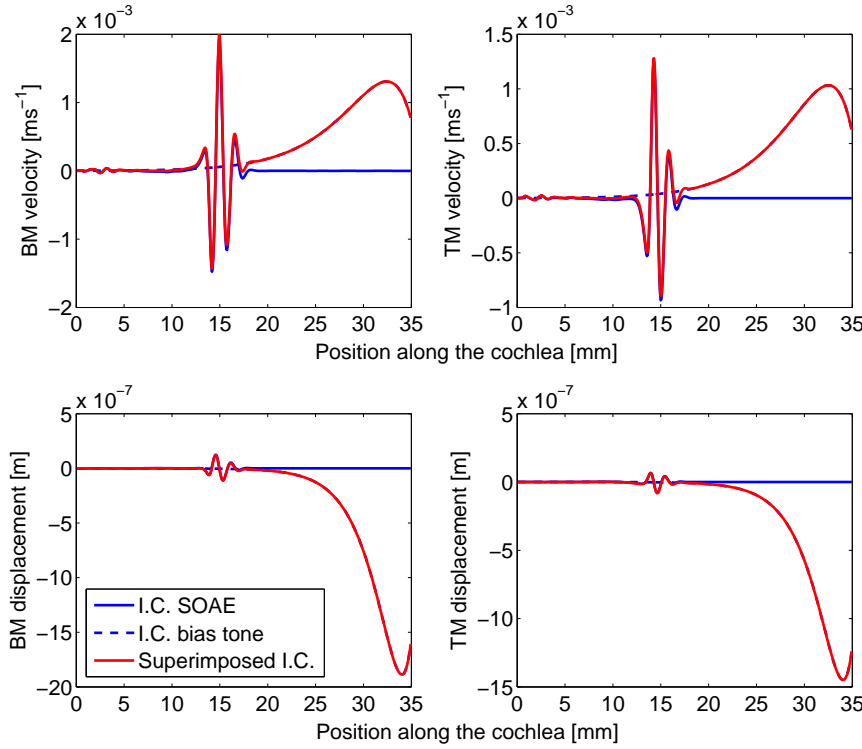 x 10⁻³
2
1
0
−1
−2
BM velocity [ms⁻¹]
0 5 10 15 20 25 30 35
x 10⁻³
1.5
1
0.5
0
−0.5
−1
TM velocity [ms⁻¹]
0 5 10 15 20 25 30 35
Position along the cochlea [mm]
x 10⁻⁷
5
0
−5
−10
−15
−20
BM displacement [m]
I.C. SOAE
I.C. bias tone
Superimposed I.C.
0 5 10 15 20 25 30 35
x 10⁻⁷
5
0
−5
−10
−15
TM displacement [m]
0 5 10 15 20 25 30 35
Position along the cochlea [mm]